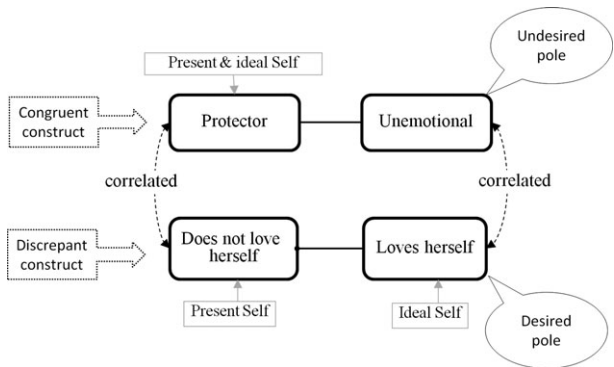 Undesired
pole
Present & ideal Self
Congruent
construct
Protector
Unemotional
correlated
correlated
Discrepant
construct
Does not love
herself
Loves herself
Present Self
Ideal Self
Desired
pole